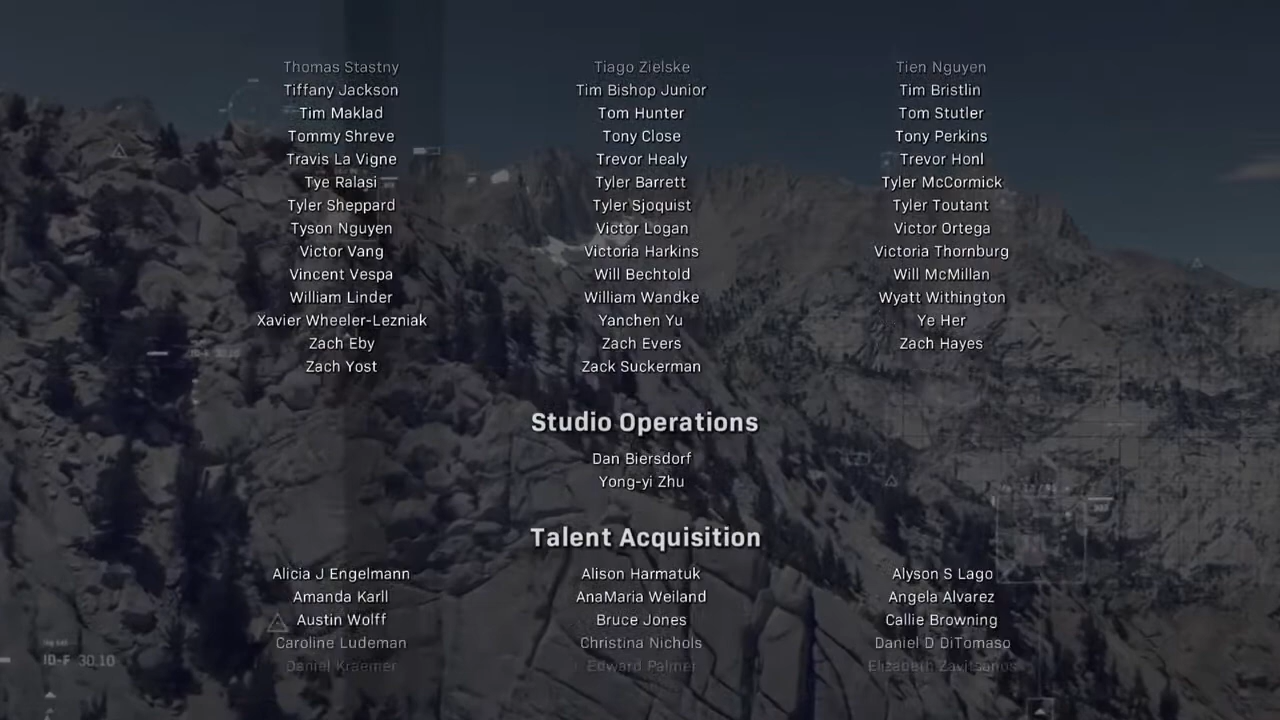 Thomas Stastny Tiago Zielske Tien Nguyen
Tiffany Jackson Tim Bishop Junior Tim Bristlin
Tim Maklad Tom Hunter Tom Stutler
Tommy Shreve Tony Close Tony Perkins
Travis La Vigne Trevor Healy Trevor Honl
Tye Ralasi Tyler Barrett Tyler McCormick
Tyler Sheppard Tyler Sjoquist Tyler Toutant
Tyson Nguyen Victor Logan Victor Ortega
Victor Vang Victoria Harkins Victoria Thornburg
Vincent Vespa Will Bechtold Will McMillan
William Linder William Wandke Wyatt Withington
Xavier Wheeler-Lezniak Yanchen Yu Ye Her
Zach Eby Zach Evers Zach Hayes
Zach Yost Zack Suckerman
Studio Operations
Dan Biersdorf
Yong-yi Zhu
Talent Acquisition
Alicia J Engelmann Alison Harmatuk Alyson S Lago
Amanda Karll AnaMaria Weiland Angela Alvarez
Austin Wolff Bruce Jones Callie Browning
Caroline Ludeman Christina Nichols Daniel D DiTomaso
Daniel Kraemer Edward Palmer Elizabeth Zavitsanos
ID-F 30.10